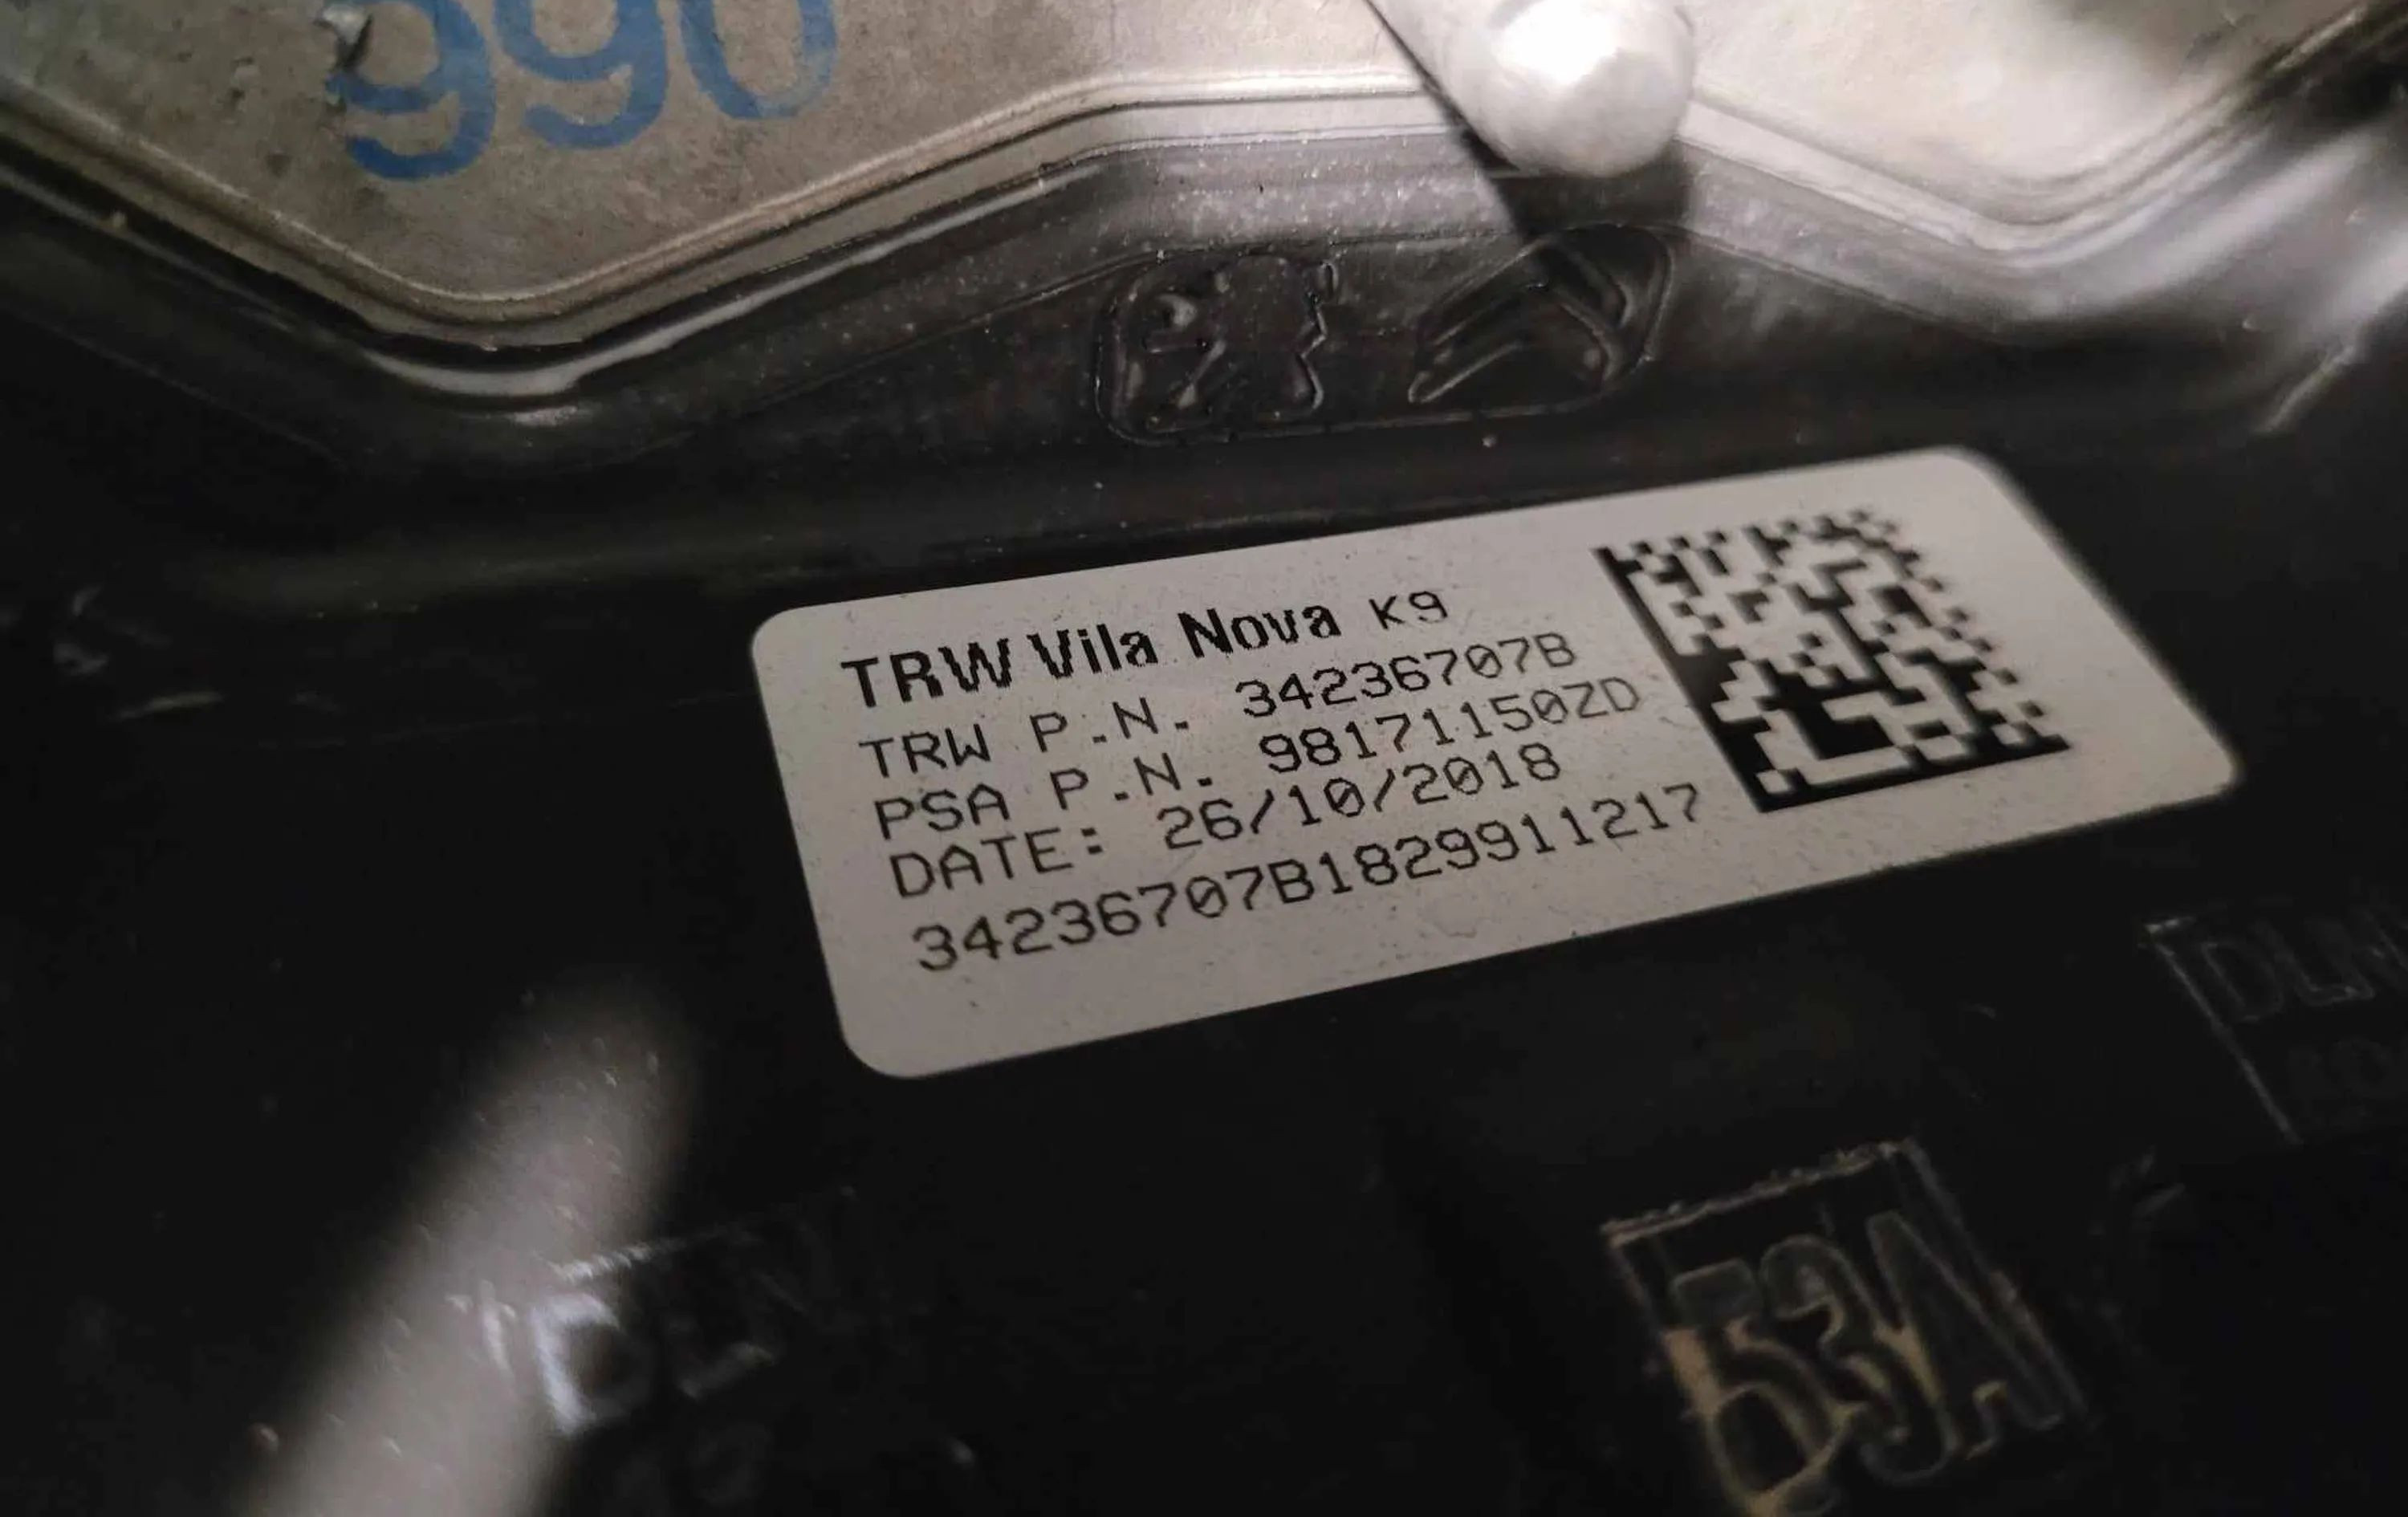 990
TRW Vila Nova K9
TRW P.N. 34236707B
PSA P.N. 98171150ZD
DATE: 26/10/2018
34236707B1829911217
53A